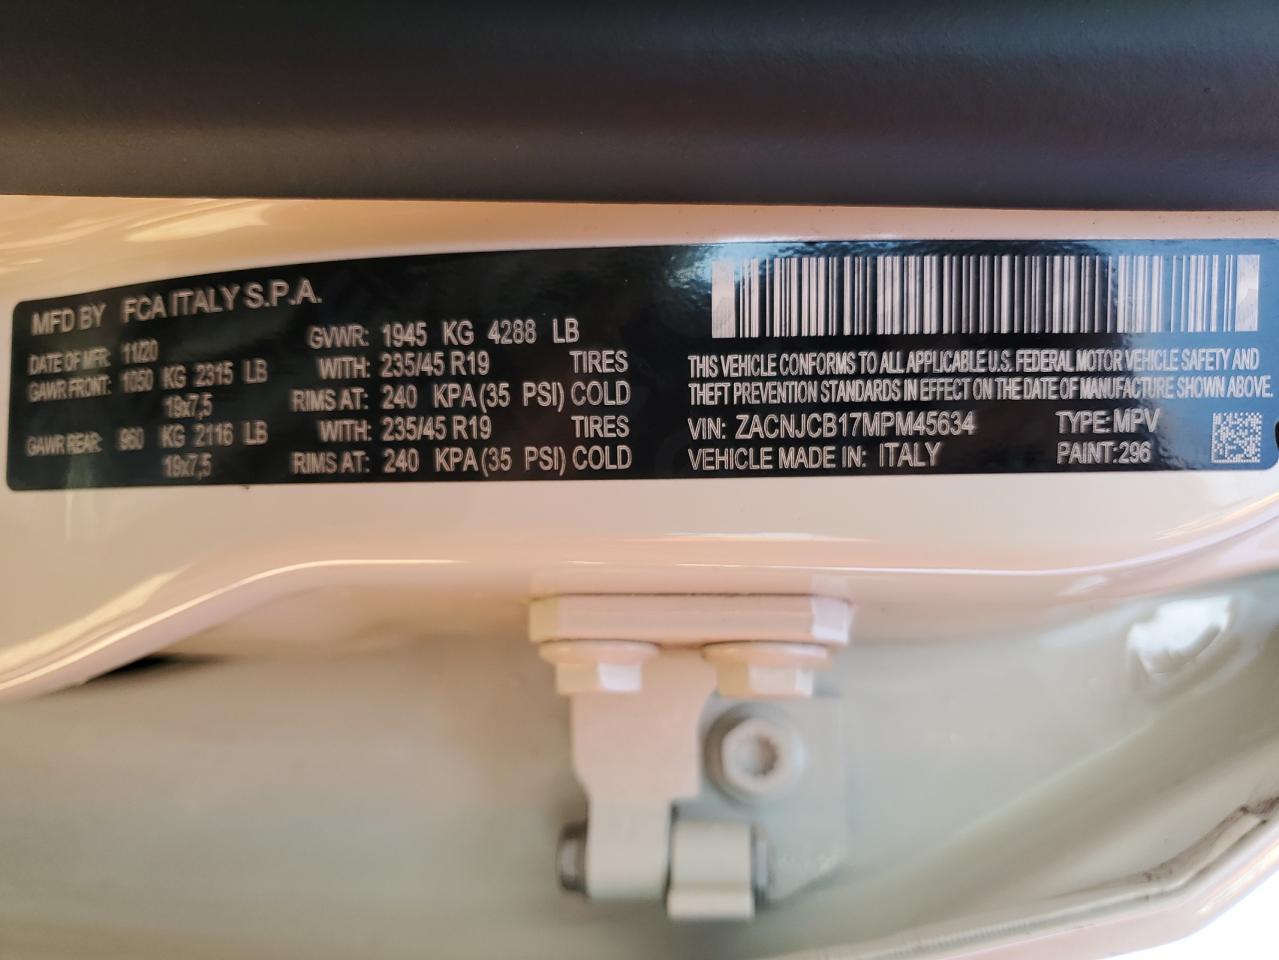 MFD BY FCA ITALY S.P.A.
DATE OF MFR: 11/20 GVWR: 1945 KG 4288 LB
GAWR FRONT: 1050 KG 2315 LB WITH: 235/45 R19 TIRES
19x7,5 RIMS AT: 240 KPA (35 PSI) COLD
GAWR REAR: 960 KG 2116 LB WITH: 235/45 R19 TIRES
19x7,5 RIMS AT: 240 KPA (35 PSI) COLD
THIS VEHICLE CONFORMS TO ALL APPLICABLE U.S. FEDERAL MOTOR VEHICLE SAFETY AND
THEFT PREVENTION STANDARDS IN EFFECT ON THE DATE OF MANUFACTURE SHOWN ABOVE.
VIN: ZACNJCB17MPM45634 TYPE: MPV
VEHICLE MADE IN: ITALY PAINT:296